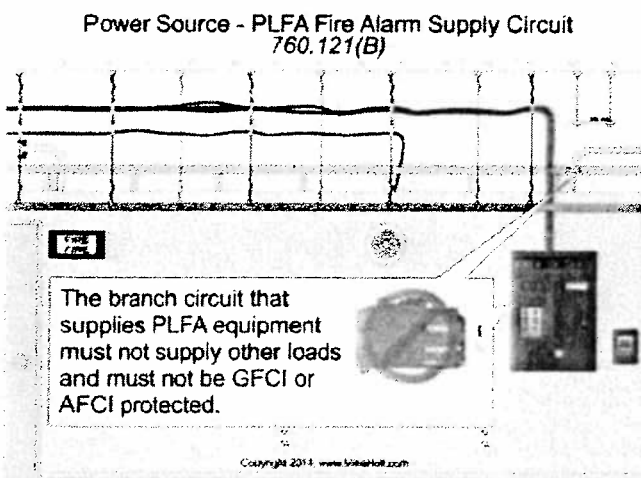 Power Source - PLFA Fire Alarm Supply Circuit
760.121(B)
FIRE
The branch circuit that
supplies PLFA equipment
must not supply other loads
and must not be GFCI or
AFCI protected.
Copyright 2014, www.MikeHolt.com